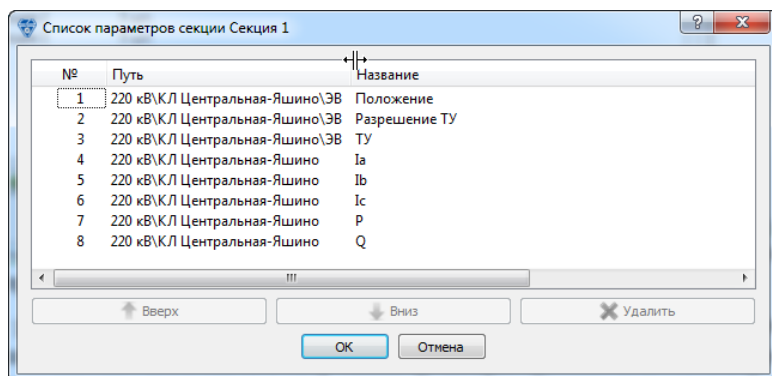 Список параметров секции Секция 1
№ Путь Название
1 220 кВ\КЛ Центральная-Яшино\ЭВ Положение
2 220 кВ\КЛ Центральная-Яшино\ЭВ Разрешение ТУ
3 220 кВ\КЛ Центральная-Яшино\ЭВ ТУ
4 220 кВ\КЛ Центральная-Яшино Ia
5 220 кВ\КЛ Центральная-Яшино Ib
6 220 кВ\КЛ Центральная-Яшино Ic
7 220 кВ\КЛ Центральная-Яшино P
8 220 кВ\КЛ Центральная-Яшино Q
Вверх Вниз Удалить
ОК Отмена